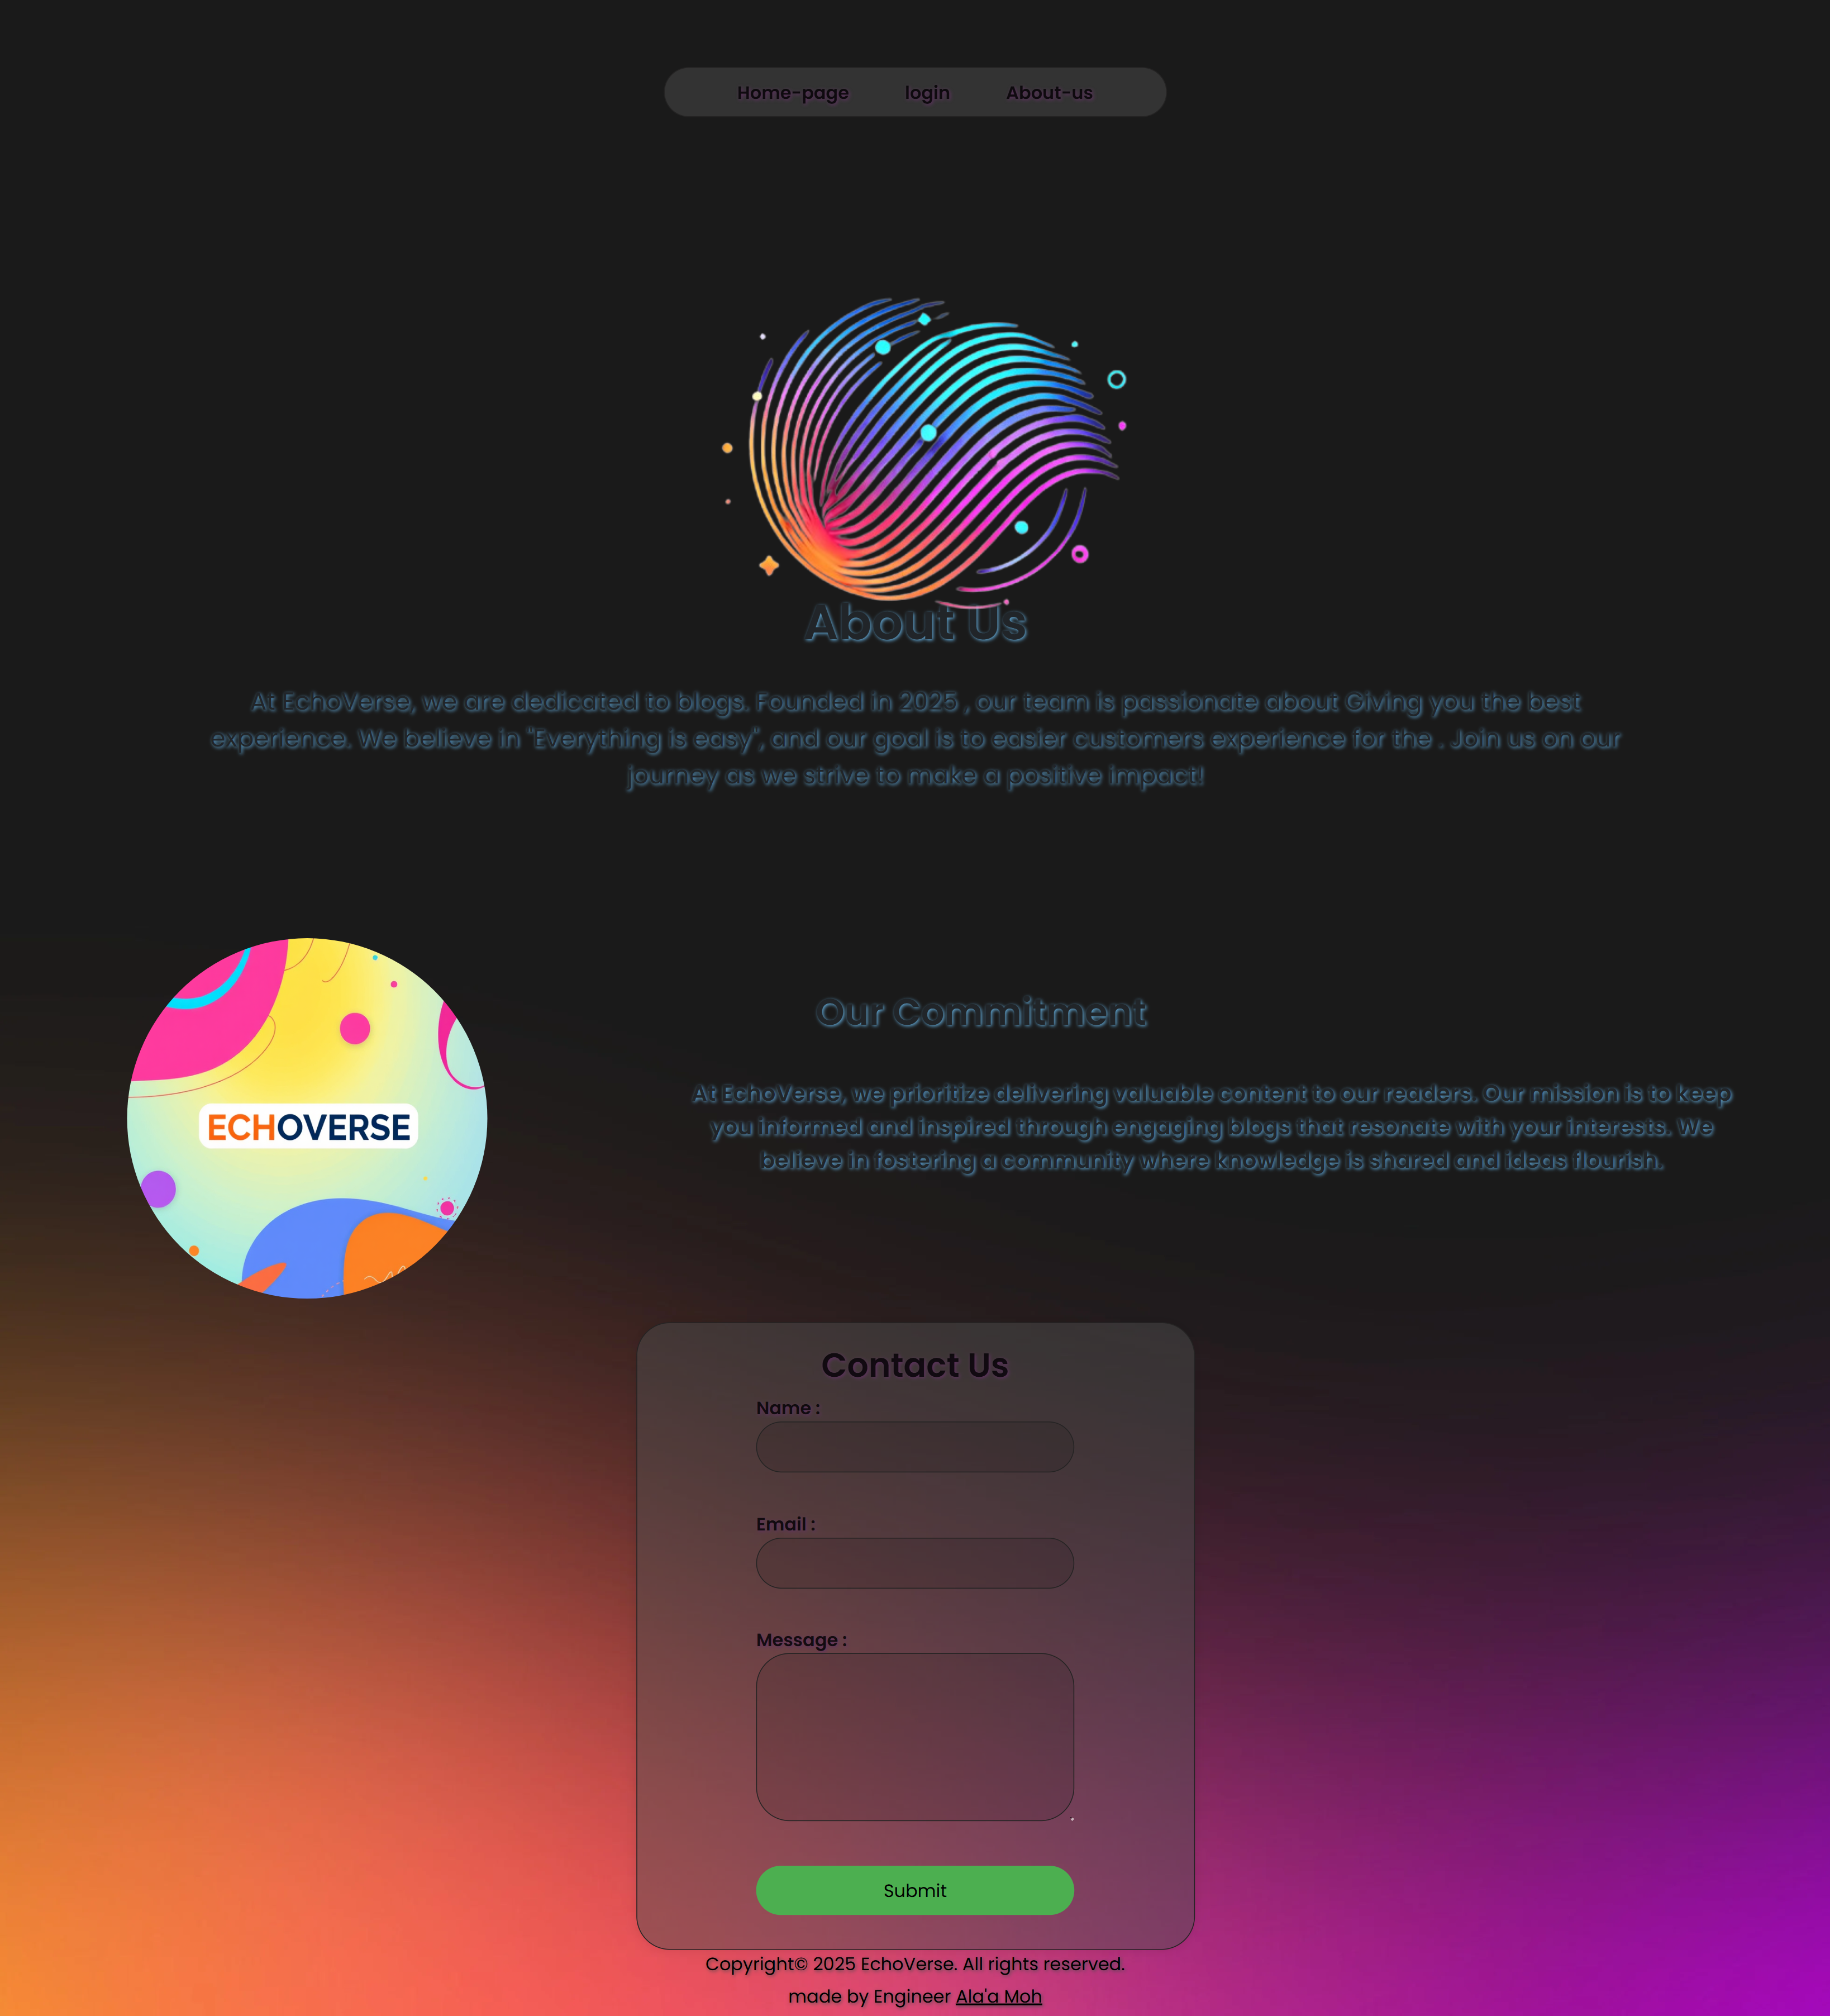 Home-page login About-us
About Us
At EchoVerse, we are dedicated to blogs. Founded in 2025 , our team is passionate about Giving you the best
experience. We believe in "Everything is easy", and our goal is to easier customers experience for the . Join us on our
journey as we strive to make a positive impact!
ECHOVERSE
Our Commitment
At EchoVerse, we prioritize delivering valuable content to our readers. Our mission is to keep
you informed and inspired through engaging blogs that resonate with your interests. We
believe in fostering a community where knowledge is shared and ideas flourish.
Contact Us
Name :
Email :
Message :
Submit
Copyright© 2025 EchoVerse. All rights reserved.
made by Engineer Ala'a Moh